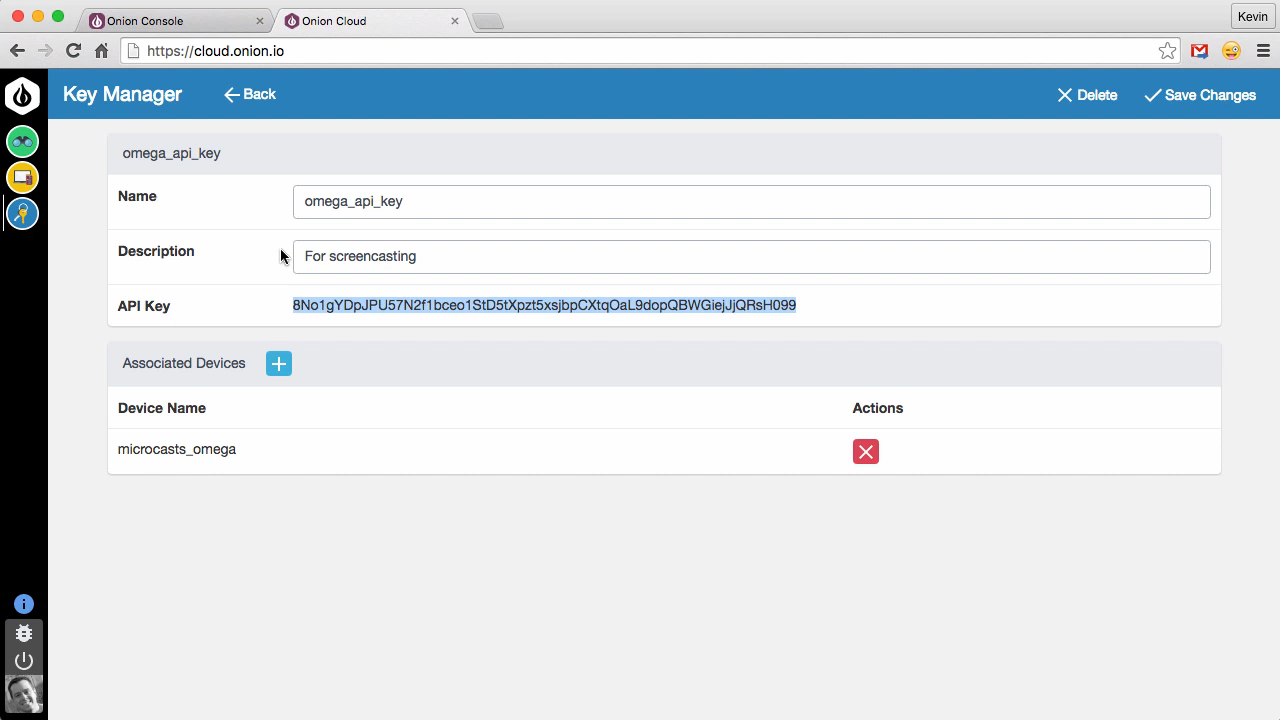 Onion Console
Onion Cloud
Kevin
https://cloud.onion.io
Key Manager
Back
Delete
Save Changes
omega_api_key
Name
omega_api_key
Description
For screencasting
API Key
8No1gYDpJPU57N2f1bceo1StD5tXpzt5xsjbpCXtqOaL9dopQBWGiejJjQRsH099
Associated Devices
Device Name
Actions
microcasts_omega